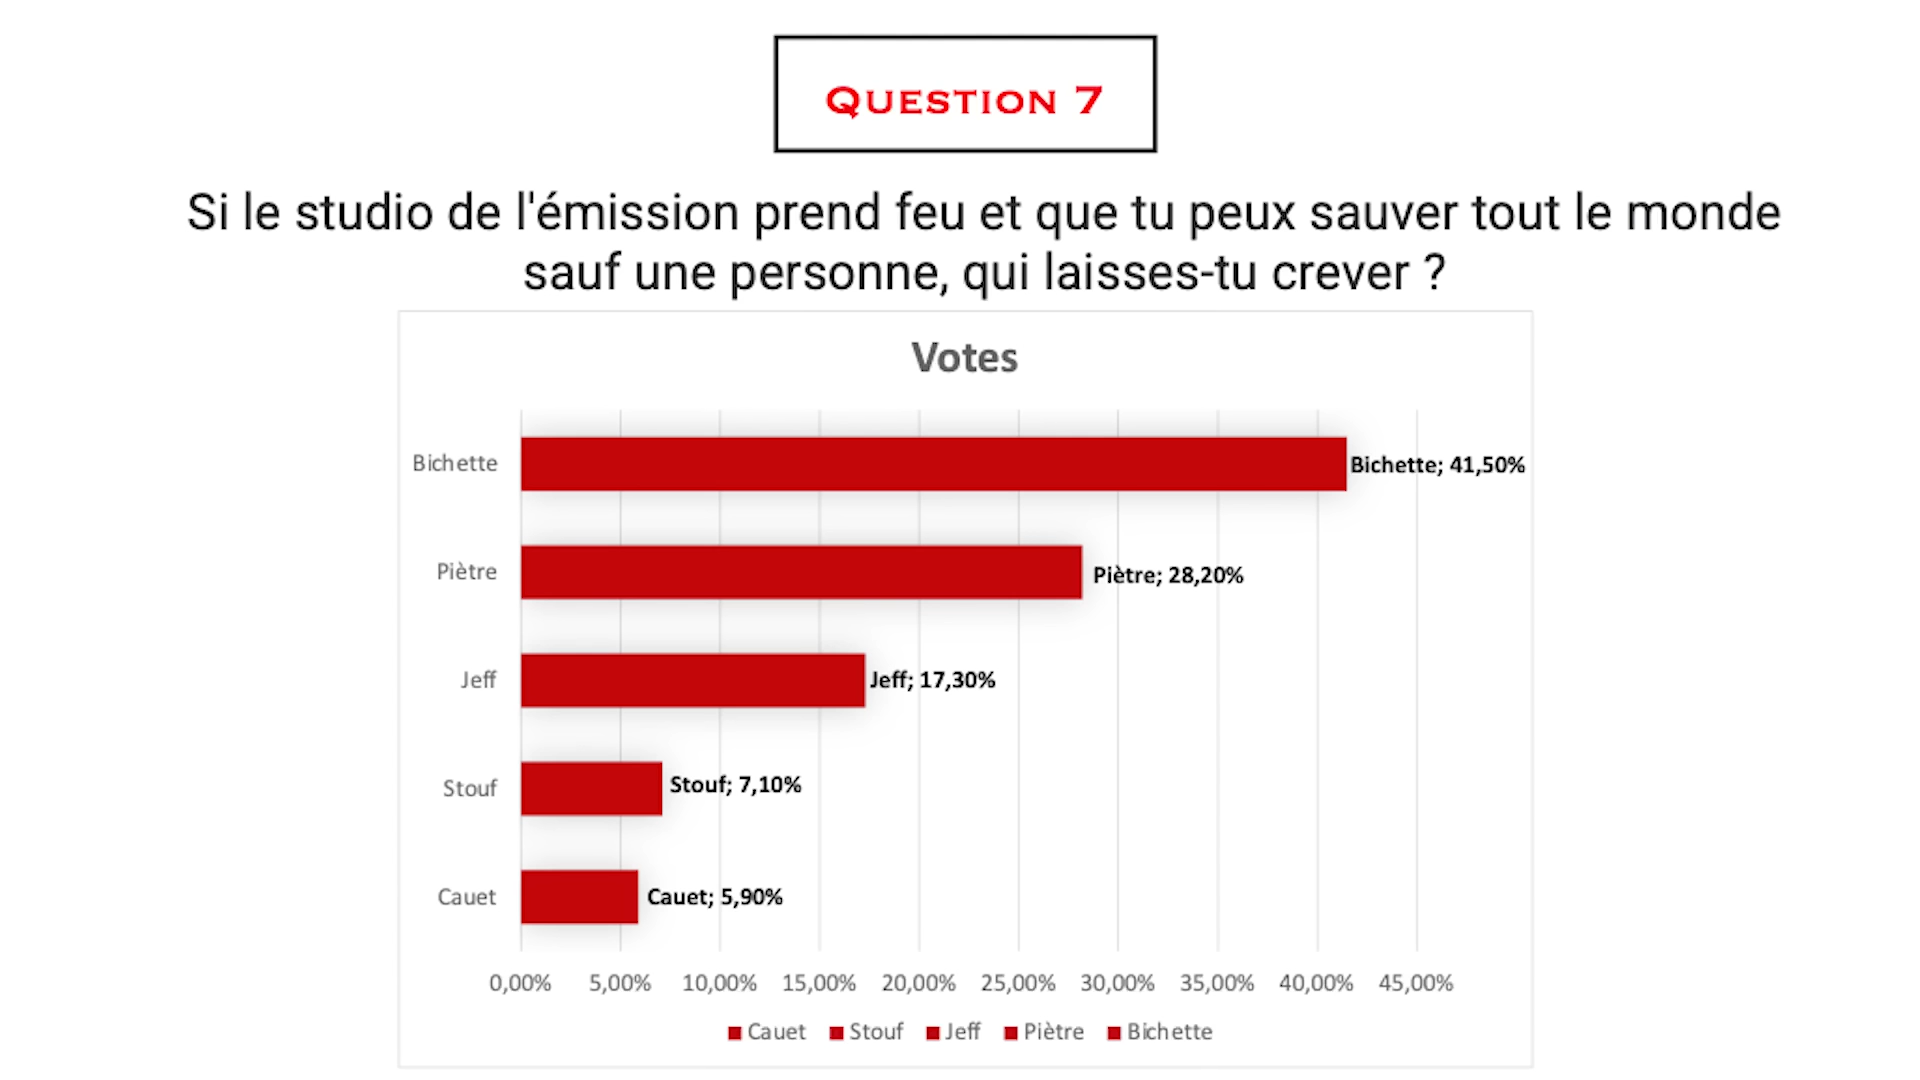 QUESTION 7
Si le studio de l'émission prend feu et que tu peux sauver tout le monde
sauf une personne, qui laisses-tu crever ?
Votes
Bichette
Bichette; 41,50%
Piètre
Piètre; 28,20%
Jeff
Jeff; 17,30%
Stouf
Stouf; 7,10%
Cauet
Cauet; 5,90%
0,00% 5,00% 10,00% 15,00% 20,00% 25,00% 30,00% 35,00% 40,00% 45,00%
Cauet Stouf Jeff Piètre Bichette